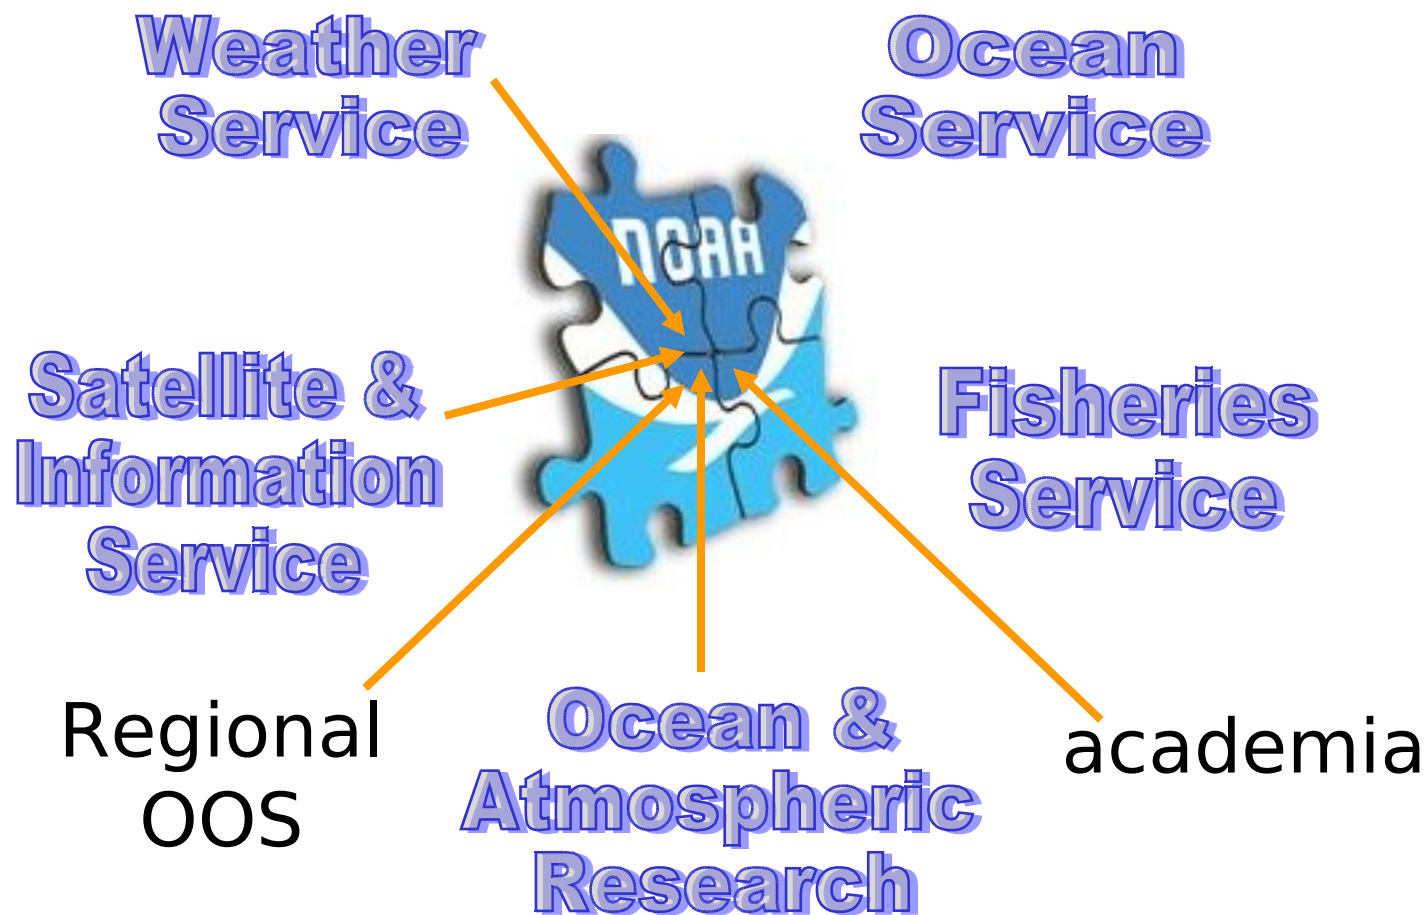 Weather
Service
Ocean
Service
NOAA
Satellite &
Information
Service
Fisheries
Service
Regional
OOS
Ocean &
Atmospheric
Research
academia